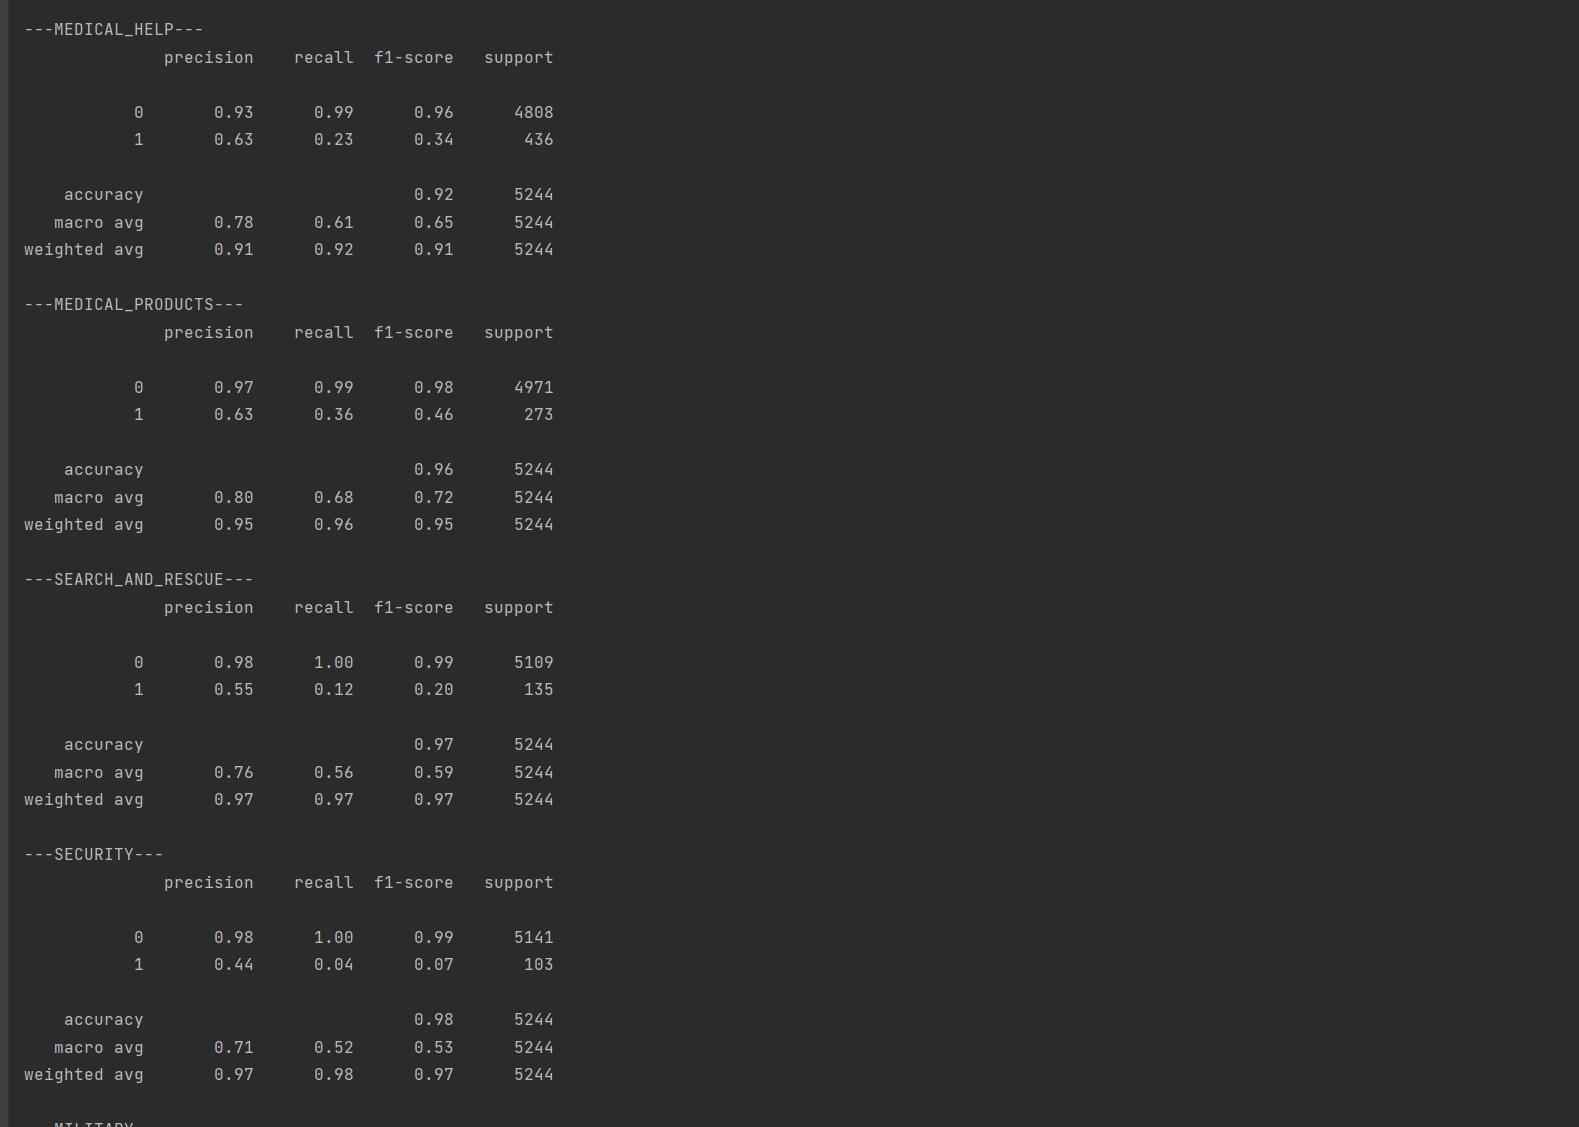 ---MEDICAL_HELP---
              precision    recall  f1-score   support

           0       0.93      0.99      0.96      4808
           1       0.63      0.23      0.34       436

    accuracy                           0.92      5244
   macro avg       0.78      0.61      0.65      5244
weighted avg       0.91      0.92      0.91      5244

---MEDICAL_PRODUCTS---
              precision    recall  f1-score   support

           0       0.97      0.99      0.98      4971
           1       0.63      0.36      0.46       273

    accuracy                           0.96      5244
   macro avg       0.80      0.68      0.72      5244
weighted avg       0.95      0.96      0.95      5244

---SEARCH_AND_RESCUE---
              precision    recall  f1-score   support

           0       0.98      1.00      0.99      5109
           1       0.55      0.12      0.20       135

    accuracy                           0.97      5244
   macro avg       0.76      0.56      0.59      5244
weighted avg       0.97      0.97      0.97      5244

---SECURITY---
              precision    recall  f1-score   support

           0       0.98      1.00      0.99      5141
           1       0.44      0.04      0.07       103

    accuracy                           0.98      5244
   macro avg       0.71      0.52      0.53      5244
weighted avg       0.97      0.98      0.97      5244

MILITARY